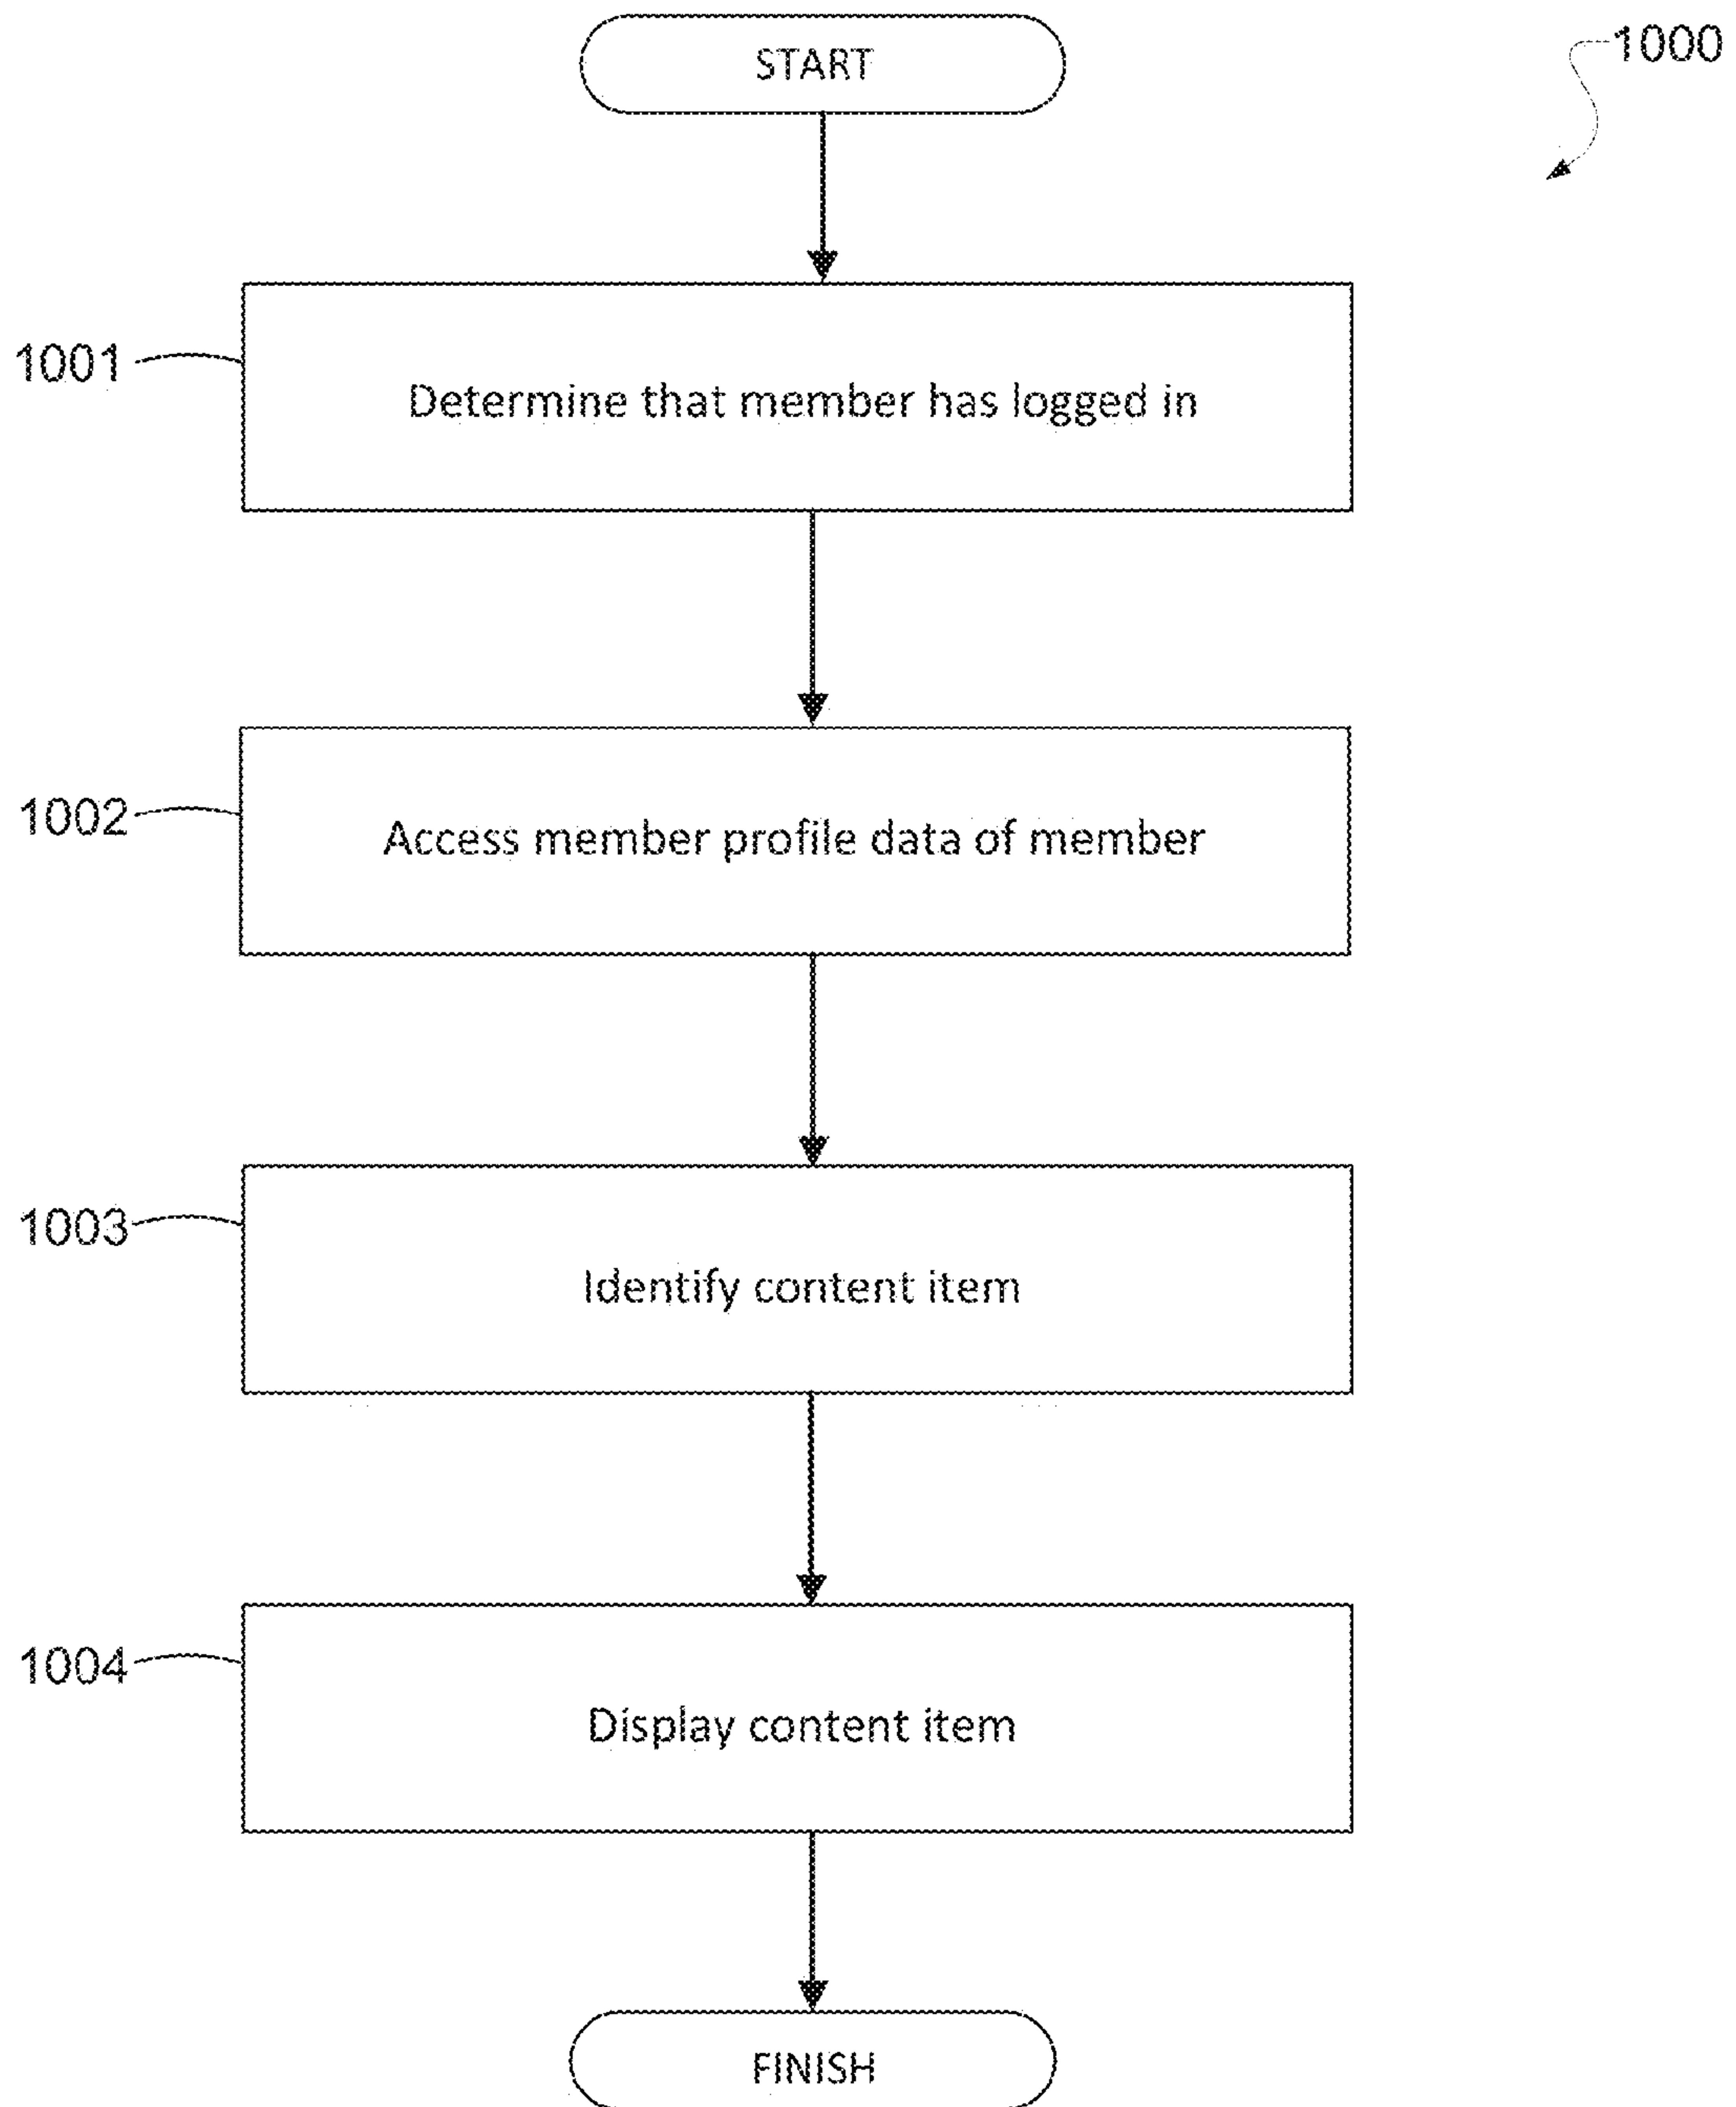 START
1000
1001
Determine that member has logged in
1002
Access member profile data of member
1003
Identify content item
1004
Display content item
FINISH